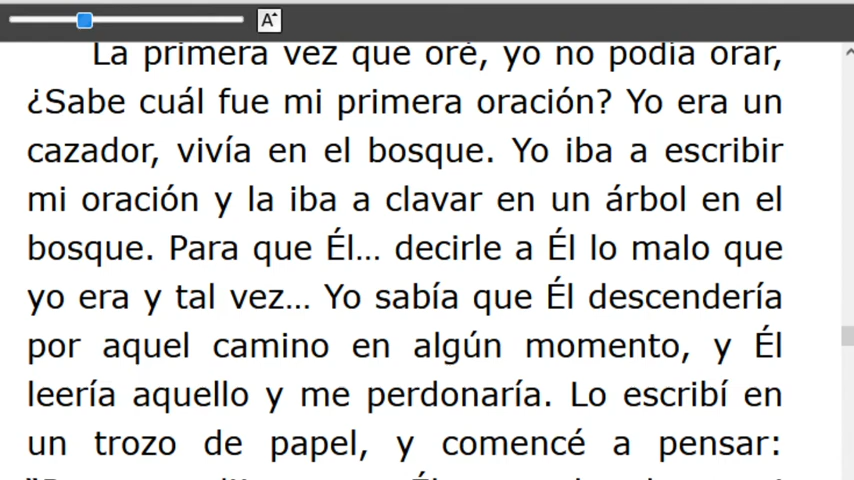 A
La primera vez que oré, yo no podía orar,
¿Sabe cuál fue mi primera oración? Yo era un
cazador, vivía en el bosque. Yo iba a escribir
mi oración y la iba a clavar en un árbol en el
bosque. Para que Él... decirle a Él lo malo que
yo era y tal vez... Yo sabía que Él descendería
por aquel camino en algún momento, y Él
leería aquello y me perdonaría. Lo escribí en
un trozo de papel, y comencé a pensar: